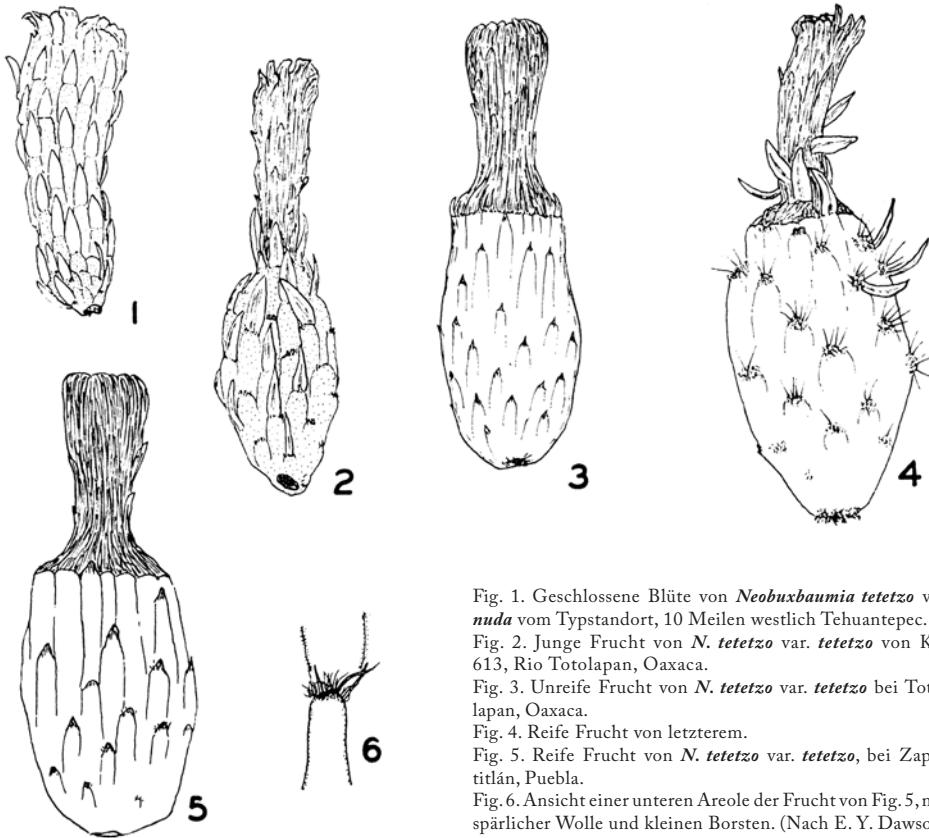 1
2
3
4
5
6
Fig. 1. Geschlossene Blüte von Neobuxbaumia tetetzo v
nuda vom Typstandort, 10 Meilen westlich Tehuantepec.
Fig. 2. Junge Frucht von N. tetetzo var. tetetzo von K
613, Rio Totolapan, Oaxaca.
Fig. 3. Unreife Frucht von N. tetetzo var. tetetzo bei Tot
lapan, Oaxaca.
Fig. 4. Reife Frucht von letzterem.
Fig. 5. Reife Frucht von N. tetetzo var. tetetzo, bei Zap
titlán, Puebla.
Fig. 6. Ansicht einer unteren Areole der Frucht von Fig. 5,
spärlicher Wolle und kleinen Borsten. (Nach E. Y. Dawso